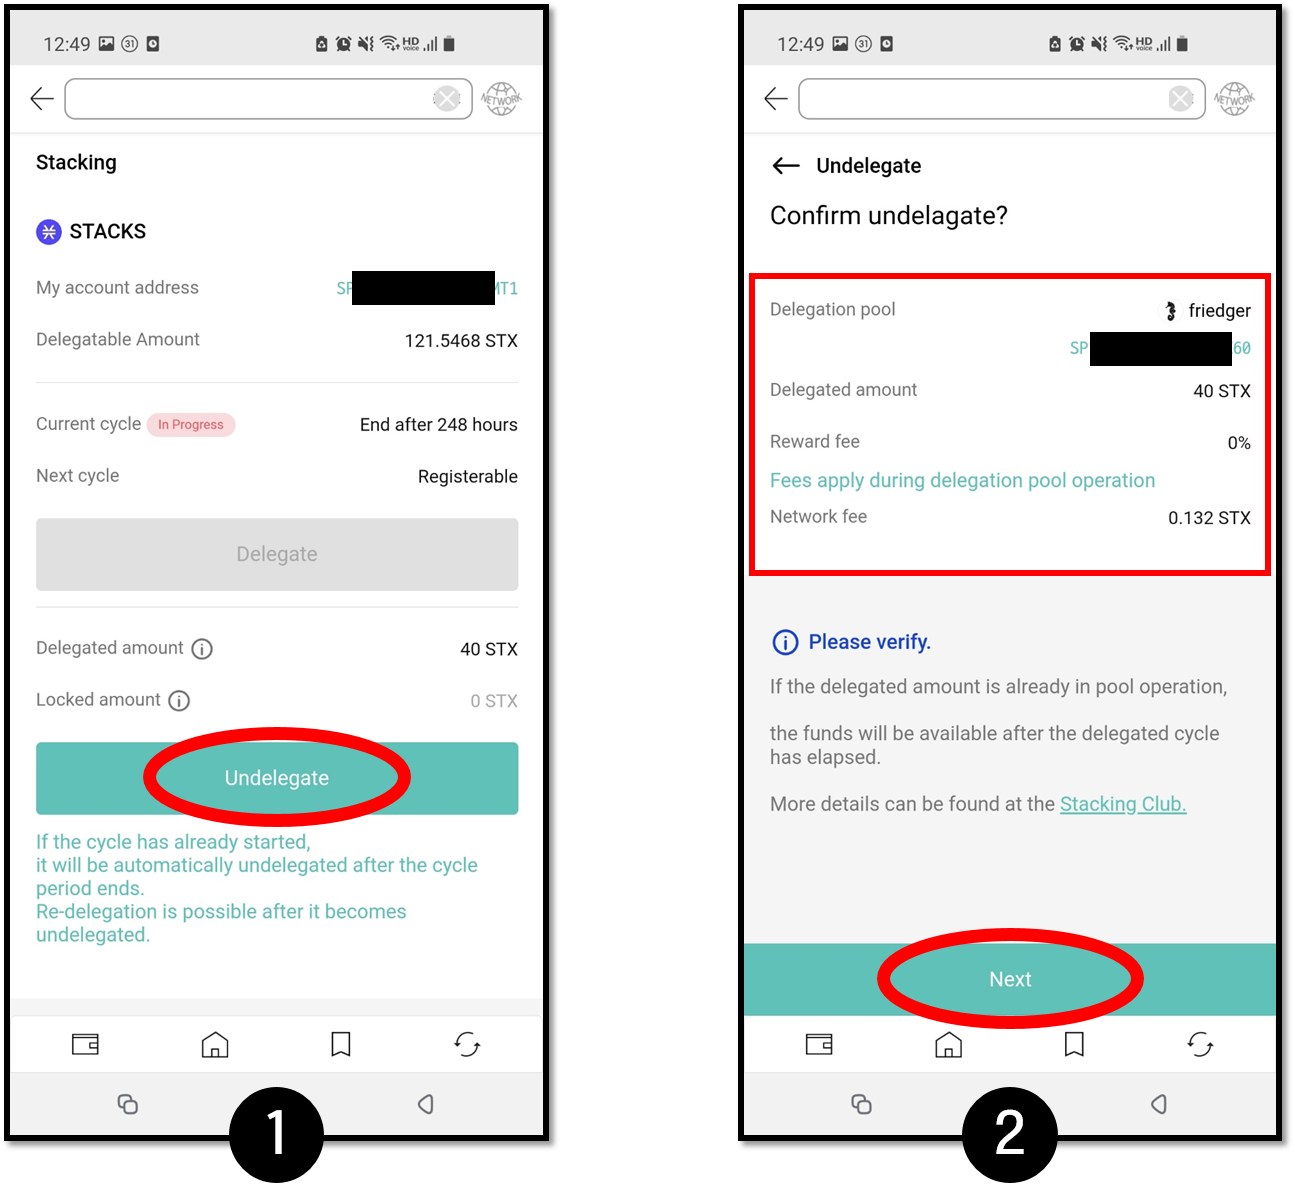 12:49
31
HD
voice
NETWORK
Stacking
STACKS
My account address
SP
MT1
Delegatable Amount
121.5468 STX
Current cycle
In Progress
End after 248 hours
Next cycle
Registerable
Delegate
Delegated amount
40 STX
Locked amount
0 STX
Undelegate
If the cycle has already started,
it will be automatically undelegated after the cycle
period ends.
Re-delegation is possible after it becomes
undelegated.
1
12:49
31
HD
voice
NETWORK
Undelegate
Confirm undelagate?
Delegation pool
friedger
SP
60
Delegated amount
40 STX
Reward fee
0%
Fees apply during delegation pool operation
Network fee
0.132 STX
Please verify.
If the delegated amount is already in pool operation,
the funds will be available after the delegated cycle
has elapsed.
More details can be found at the Stacking Club.
Next
2